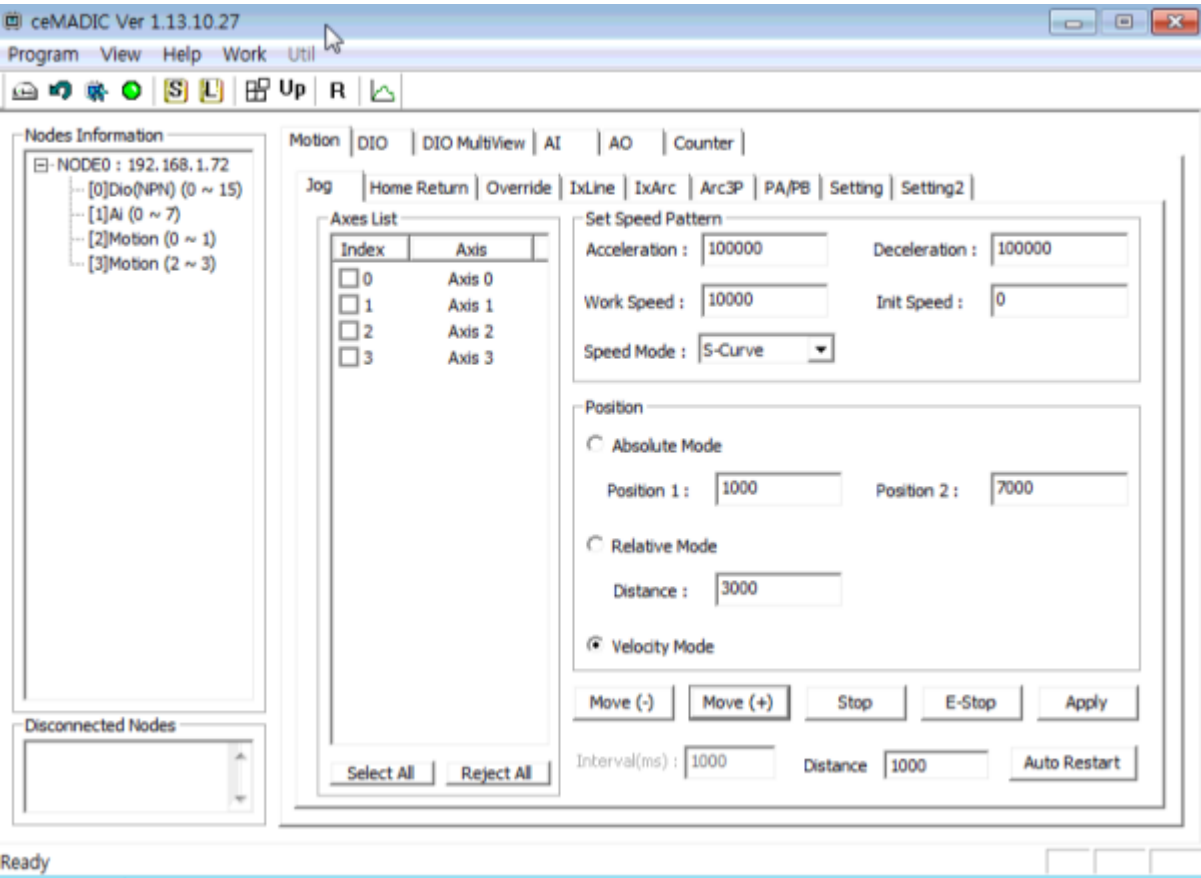 ceMADIC Ver 1.13.10.27
Program View Help Work Util
S L Up R
Nodes Information
NODE0 : 192.168.1.72
[0]Dio(NPN) (0 ~ 15)
[1]Ai (0 ~ 7)
[2]Motion (0 ~ 1)
[3]Motion (2 ~ 3)
Disconnected Nodes
Motion DIO DIO MultiView AI AO Counter
Jog Home Return Override IxLine IxArc Arc3P PA/PB Setting Setting2
Axes List
Index Axis
0 Axis 0
1 Axis 1
2 Axis 2
3 Axis 3
Select All Reject All
Set Speed Pattern
Acceleration : 100000 Deceleration : 100000
Work Speed : 10000 Init Speed : 0
Speed Mode : S-Curve
Position
Absolute Mode
Position 1 : 1000 Position 2 : 7000
Relative Mode
Distance : 3000
Velocity Mode
Move (-) Move (+) Stop E-Stop Apply
Interval(ms) : 1000 Distance 1000 Auto Restart
Ready